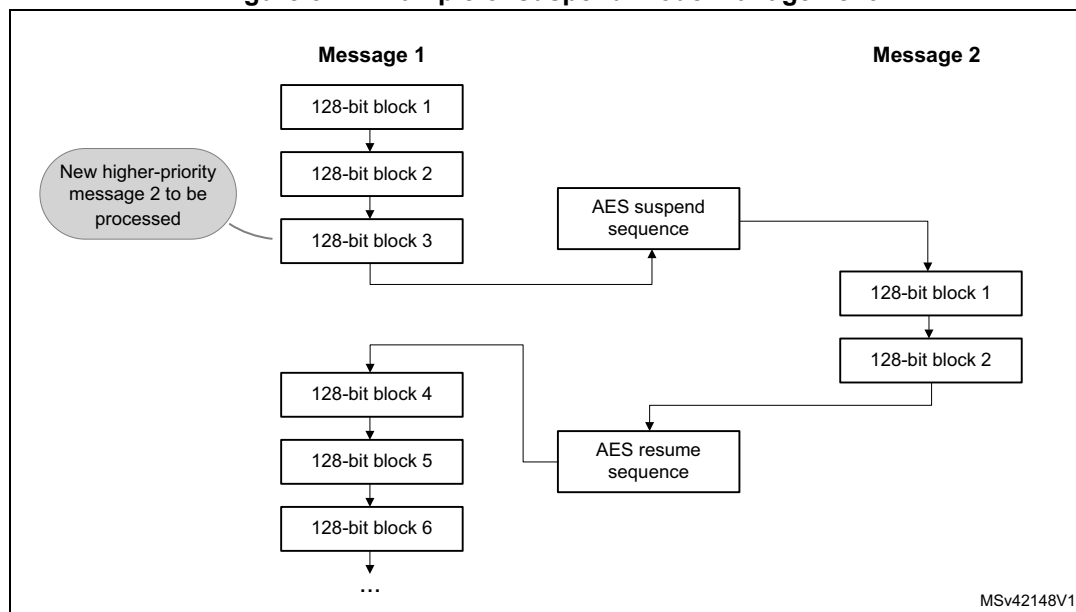 Message 1
Message 2
128-bit block 1
128-bit block 2
New higher-priority
message 2 to be
processed
128-bit block 3
AES suspend
sequence
128-bit block 1
128-bit block 2
128-bit block 4
AES resume
sequence
128-bit block 5
128-bit block 6
...
MSv42148V1